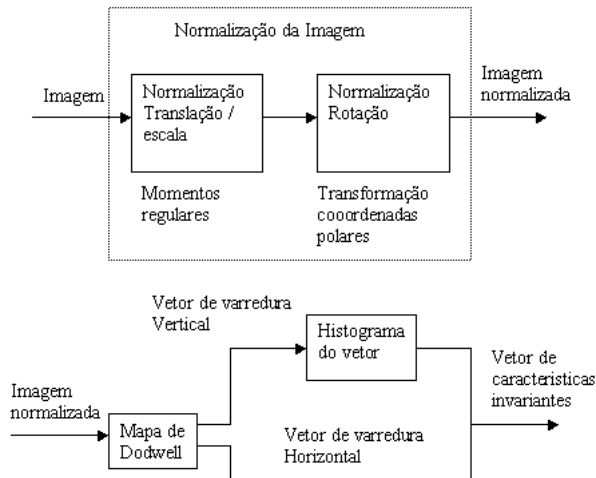 Normalização da Imagem
Imagem
Normalização
Translação /
escala
Normalização
Rotação
Imagem
normalizada
Momentos
regulares
Transformação
cooordenadas
polares
Vetor de varredura
Vertical
Histograma
do vetor
Vetor de
caracteristicas
invariantes
Imagem
normalizada
Mapa de
Dodwell
Vetor de varredura
Horizontal